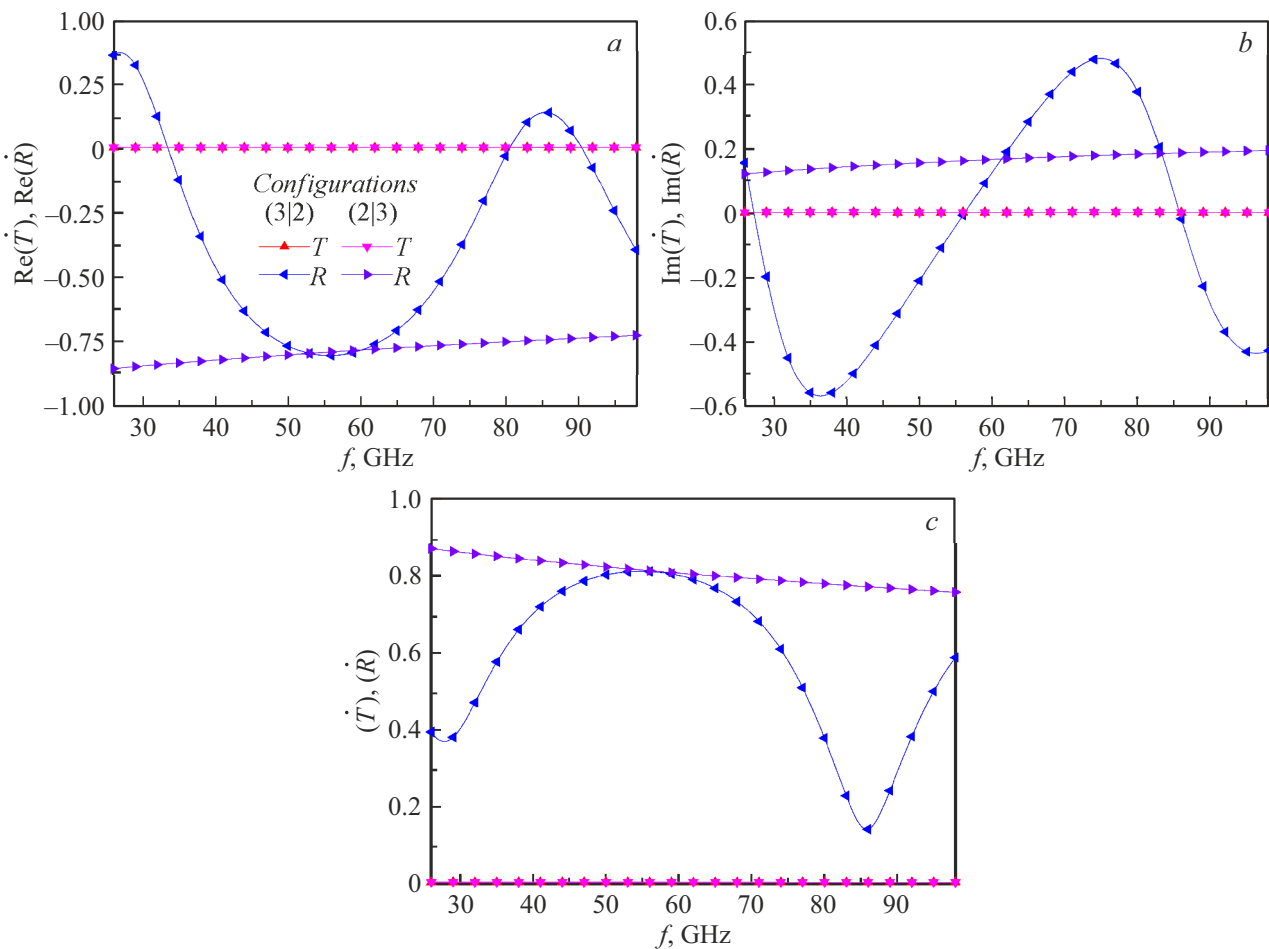 a
1.00
0.25
0
–0.25
–0.50
–0.75
–1.00
Re(Ṫ), Re(Ṙ)
Configurations
(3|2) (2|3)
T T
R R
30 40 50 60 70 80 90
f, GHz
b
0.6
0.4
0.2
0
–0.2
–0.4
–0.6
Im(Ṫ), Im(Ṙ)
30 40 50 60 70 80 90
f, GHz
c
1.0
0.8
0.6
0.4
0.2
0
(Ṫ), (Ṙ)
30 40 50 60 70 80 90
f, GHz